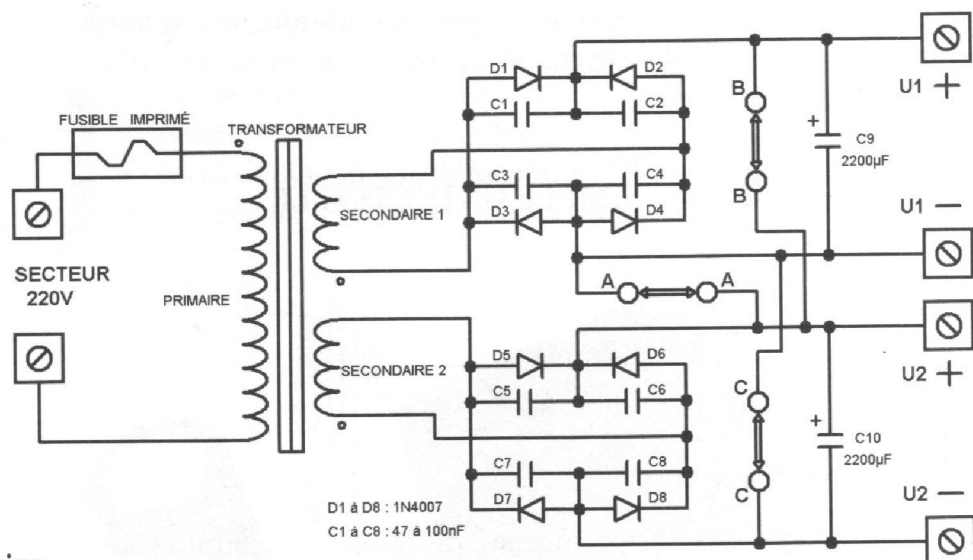 FUSIBLE IMPRIMÉ
TRANSFORMATEUR
SECTEUR
220V
PRIMAIRE
SECONDAIRE 1
SECONDAIRE 2
D1
D2
C1
C2
C3
C4
D3
D4
A
A
D5
D6
C5
C6
C7
C8
D7
D8
B
B
C
C
+
C9
2200µF
+
C10
2200µF
U1 +
U1 −
U2 +
U2 −
D1 à D8 : 1N4007
C1 à C8 : 47 à 100nF